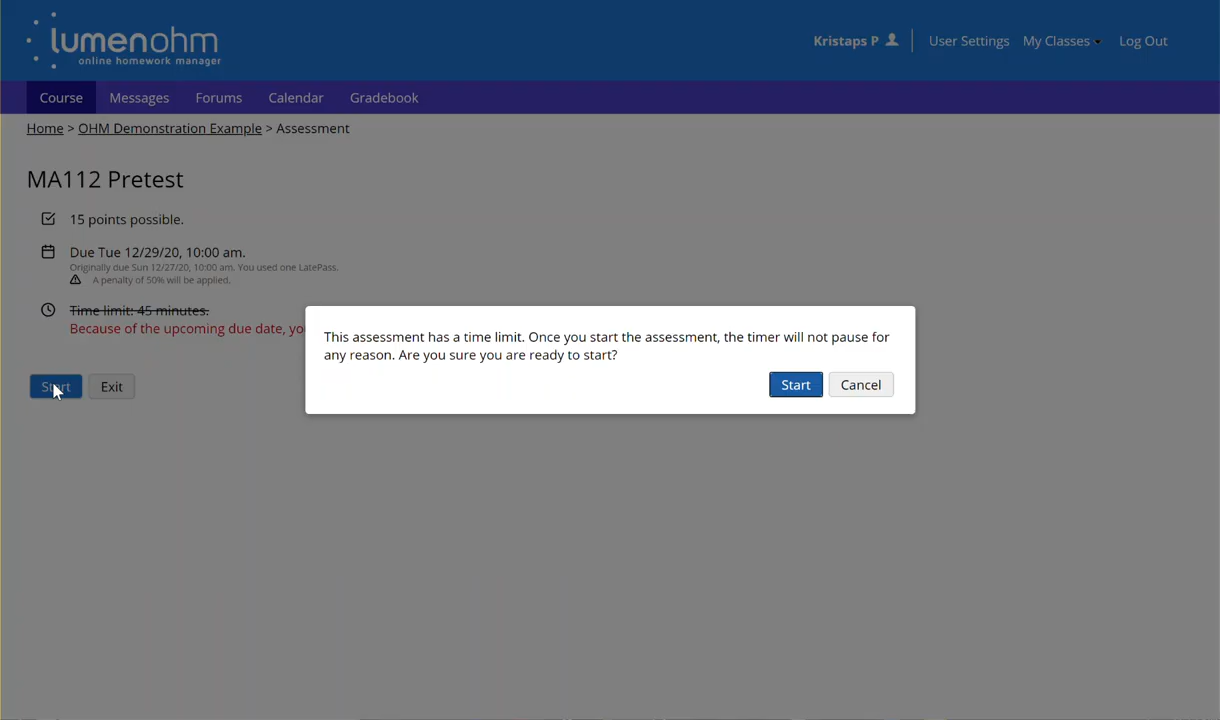 lumenohm
online homework manager
Kristaps P
User Settings
My Classes
Log Out
Course
Messages
Forums
Calendar
Gradebook
Home > OHM Demonstration Example > Assessment
MA112 Pretest
15 points possible.
Due Tue 12/29/20, 10:00 am.
Originally due Sun 12/27/20, 10:00 am. You used one LatePass.
A penalty of 50% will be applied.
Time limit: 45 minutes.
Because of the upcoming due date, yo
This assessment has a time limit. Once you start the assessment, the timer will not pause for
any reason. Are you sure you are ready to start?
Start
Cancel
Start
Exit